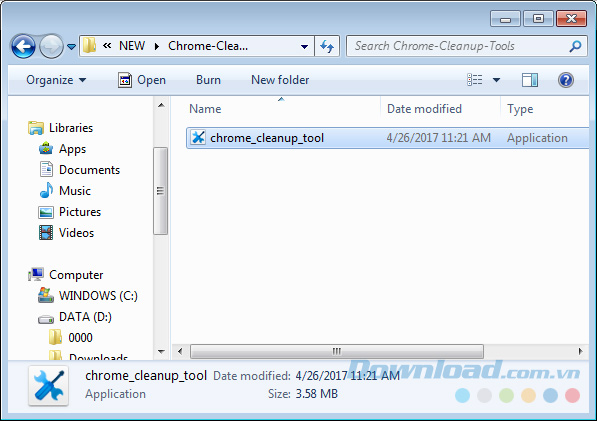 « NEW Chrome-Clea... Search Chrome-Cleanup-Tools
Organize Open Burn New folder
Name Date modified Type
Libraries
Apps
Documents
Music
Pictures
Videos
Computer
WINDOWS (C:)
DATA (D:)
0000
Downloads
chrome_cleanup_tool 4/26/2017 11:21 AM Application
chrome_cleanup_tool Date modified: 4/26/2017 11:21 AM
Application Size: 3.58 MB
Download.com.vn